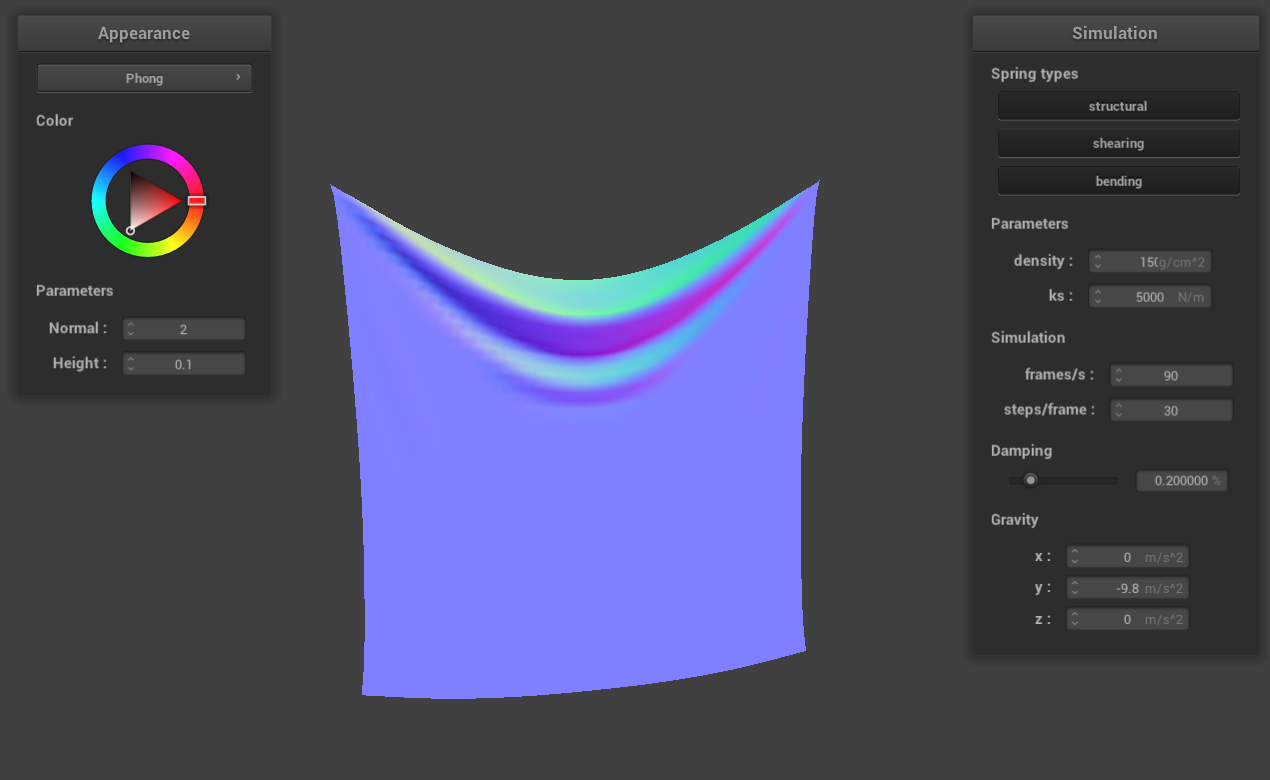 Appearance
Phong
Color
Parameters
Normal : 2
Height : 0.1
Simulation
Spring types
structural
shearing
bending
Parameters
density : 150 g/cm^2
ks : 5000 N/m
Simulation
frames/s : 90
steps/frame : 30
Damping
0.200000 %
Gravity
x : 0 m/s^2
y : -9.8 m/s^2
z : 0 m/s^2